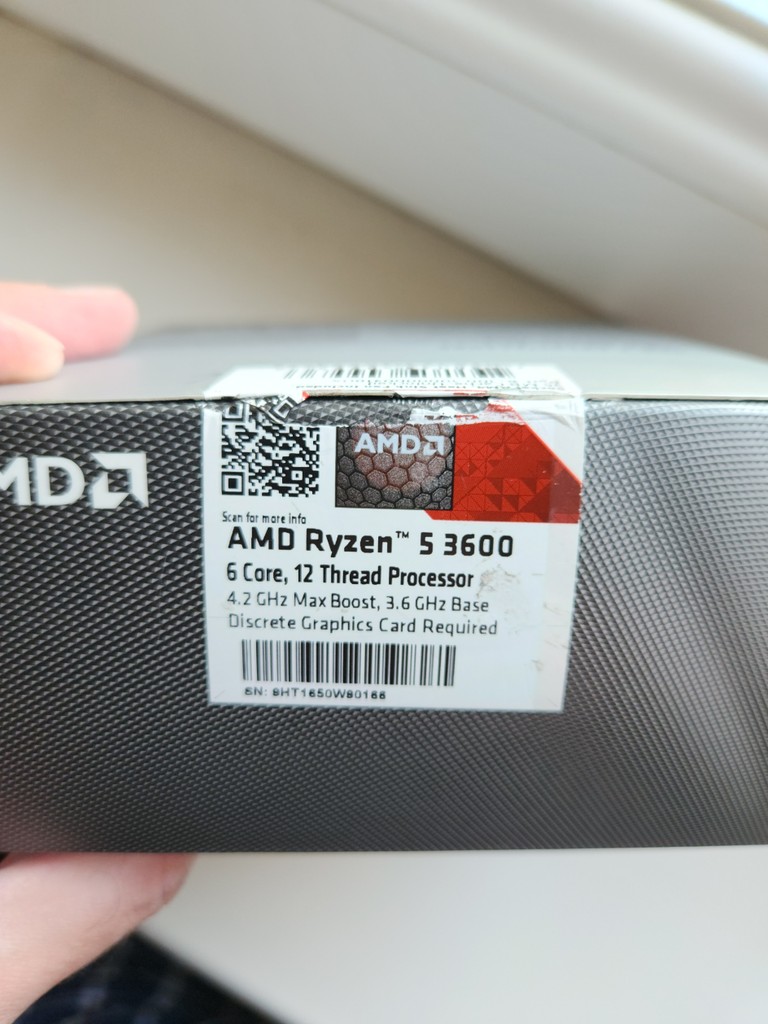 AMD
AMD
Scan for more info
AMD Ryzen™ 5 3600
6 Core, 12 Thread Processor
4.2 GHz Max Boost, 3.6 GHz Base
Discrete Graphics Card Required
SN: 9HT1650W80166